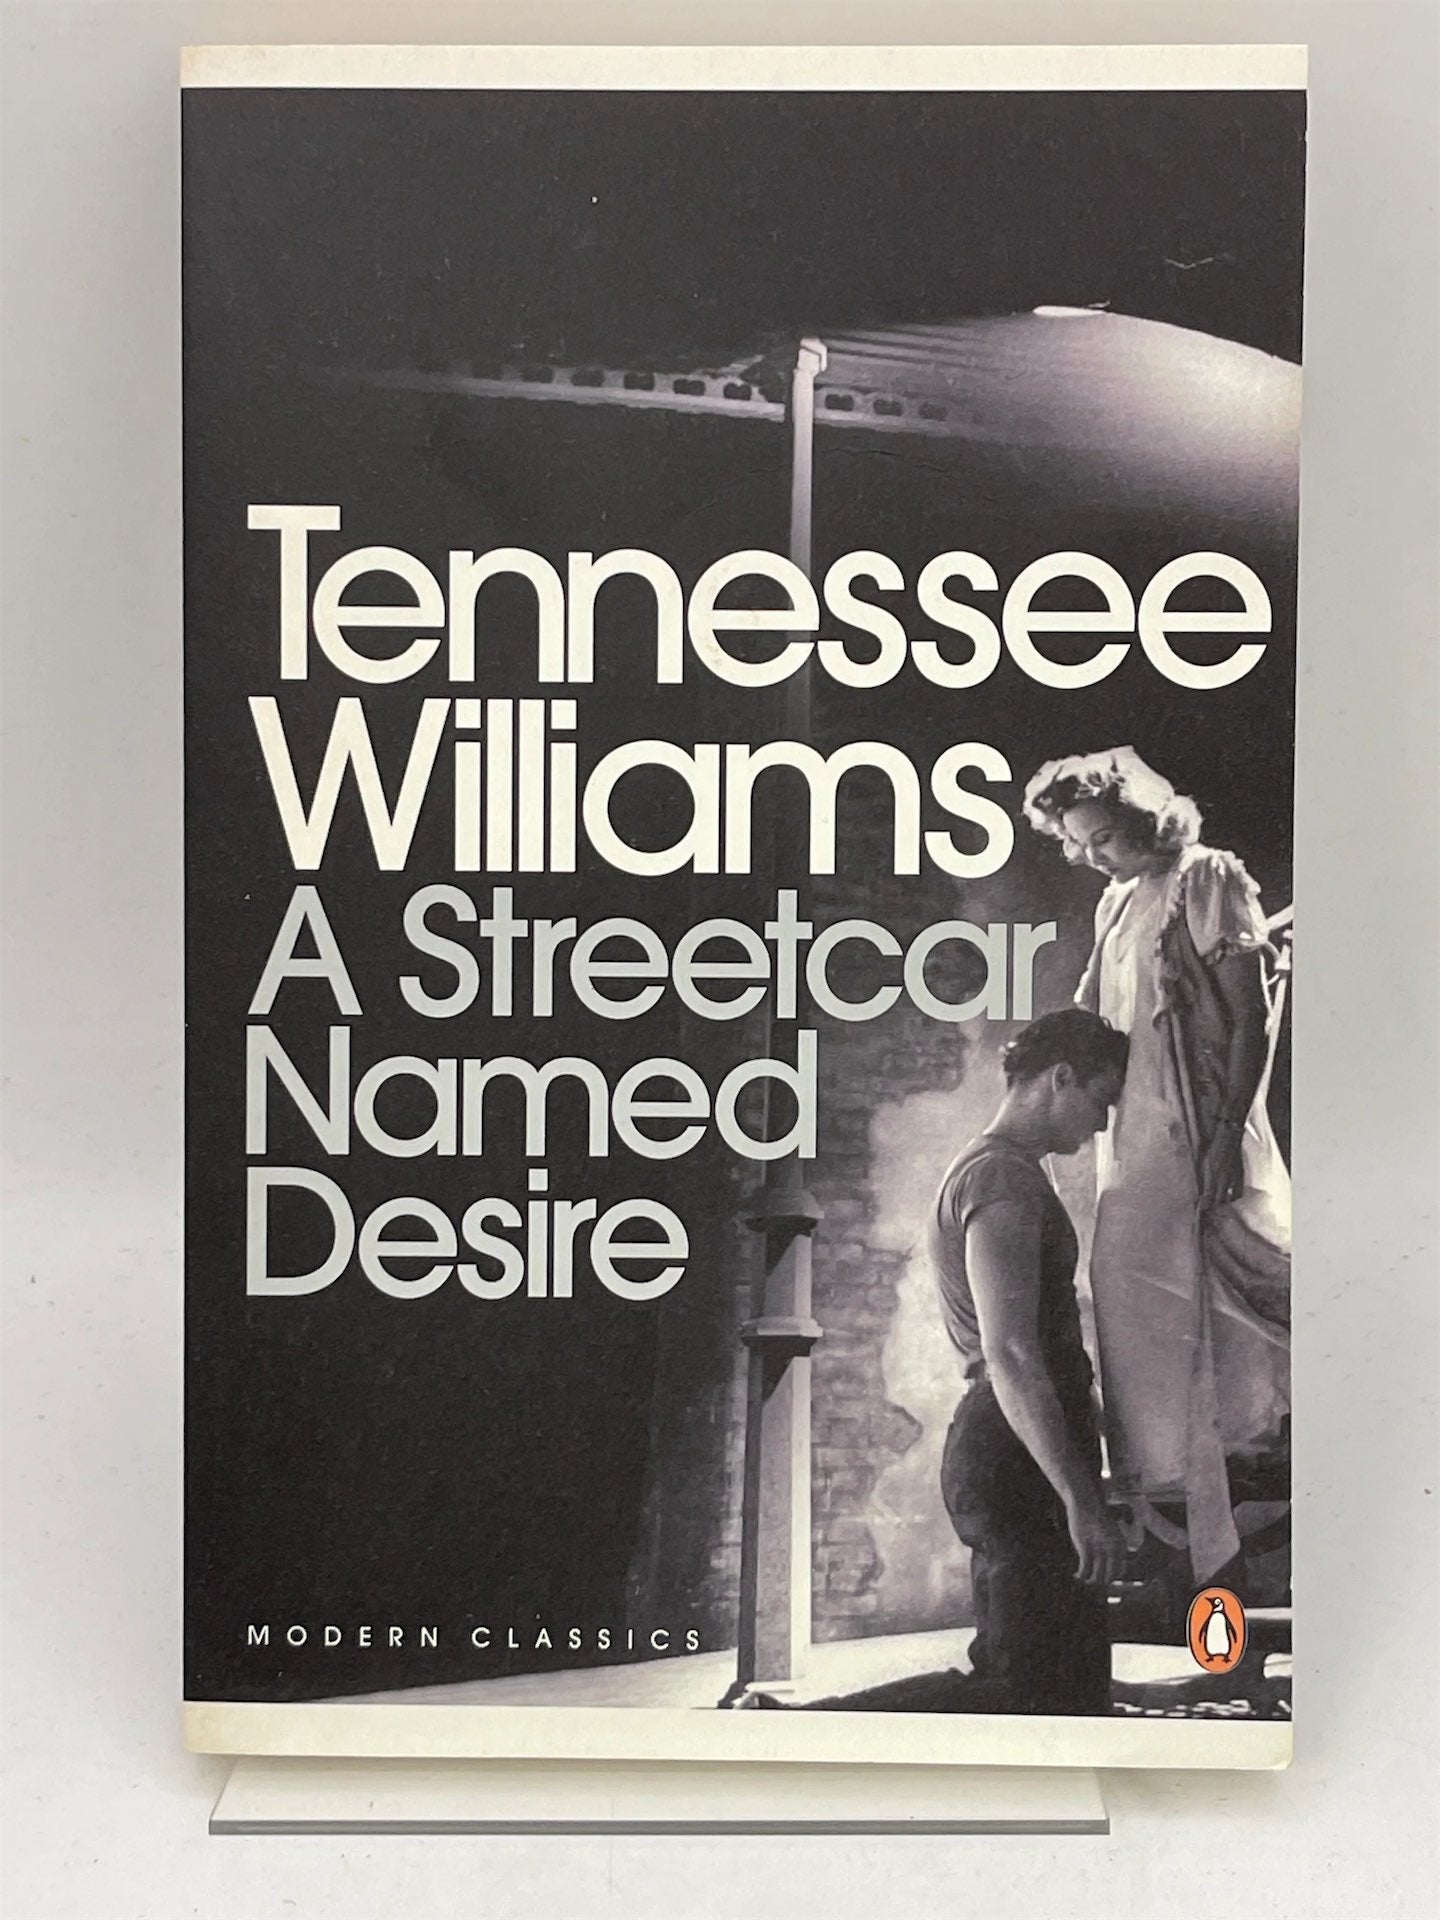 Tennessee
Williams
A Streetcar
Named
Desire
MODERN CLASSICS